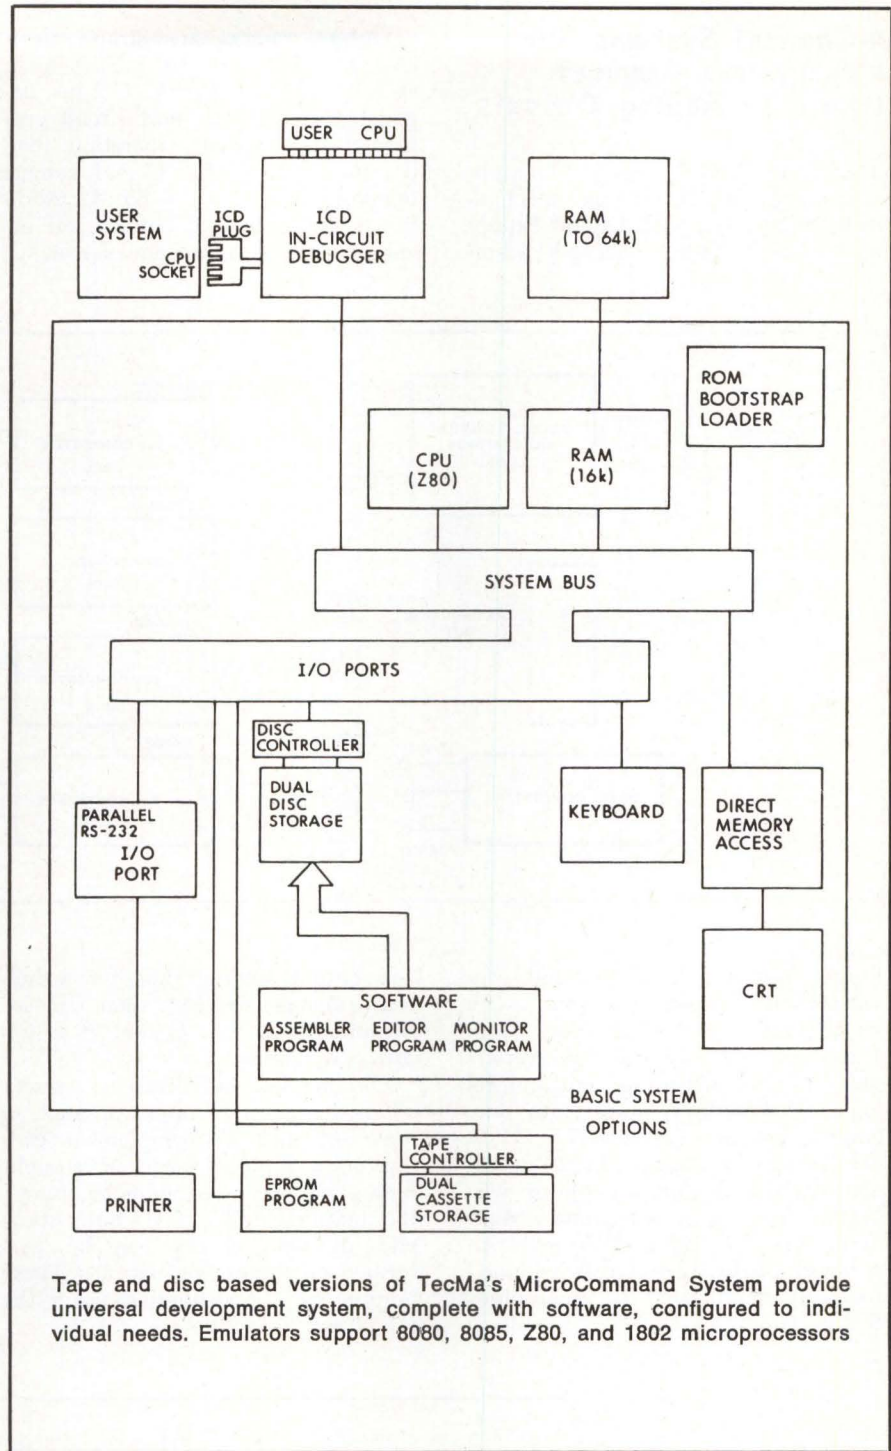 USER CPU
USER
SYSTEM
ICD
PLUG
CPU
SOCKET
ICD
IN-CIRCUIT
DEBUGGER
RAM
(TO 64k)
ROM
BOOTSTRAP
LOADER
CPU
(Z80)
RAM
(16k)
SYSTEM BUS
I/O PORTS
DISC
CONTROLLER
DUAL
DISC
STORAGE
PARALLEL
RS-232
I/O
PORT
KEYBOARD
DIRECT
MEMORY
ACCESS
CRT
SOFTWARE
ASSEMBLER EDITOR MONITOR
PROGRAM PROGRAM PROGRAM
BASIC SYSTEM
OPTIONS
TAPE
CONTROLLER
DUAL
CASSETTE
STORAGE
EPROM
PROGRAM
PRINTER
Tape and disc based versions of TecMa's MicroCommand System provide
universal development system, complete with software, configured to indi-
vidual needs. Emulators support 8080, 8085, Z80, and 1802 microprocessors